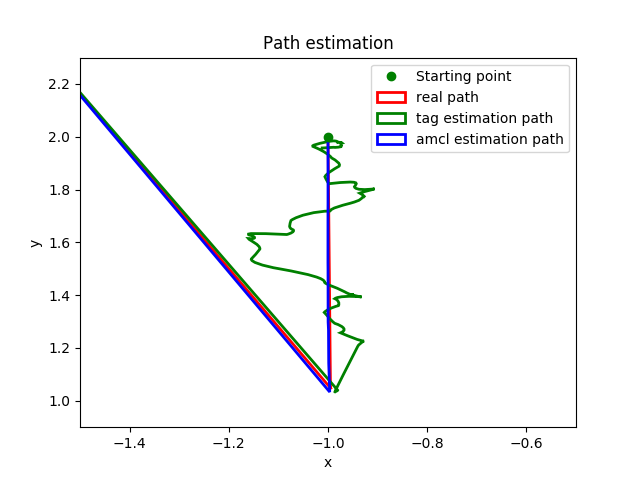 Path estimation
Starting point
real path
tag estimation path
amcl estimation path
2.2
2.0
1.8
1.6
1.4
1.2
1.0
y
−1.4
−1.2
−1.0
−0.8
−0.6
x